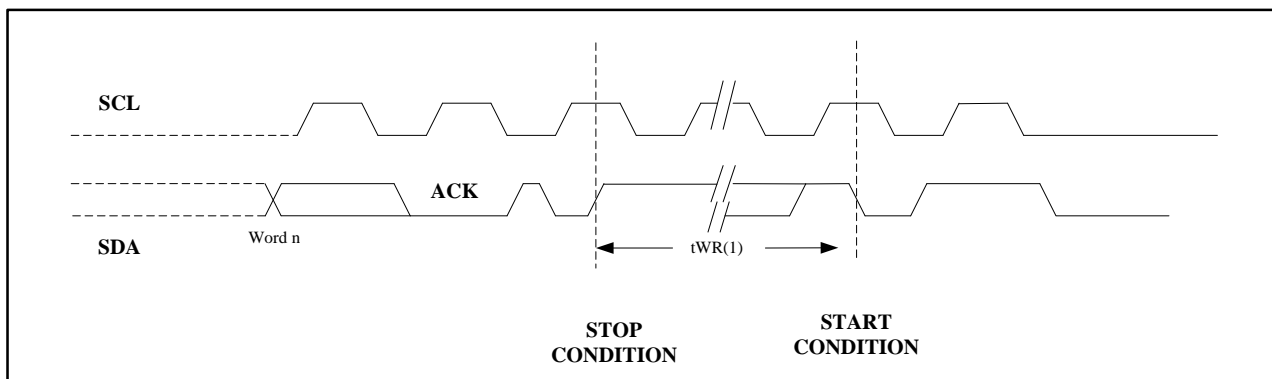 SCL
ACK
Word n
SDA
tWR(1)
STOP
CONDITION
START
CONDITION